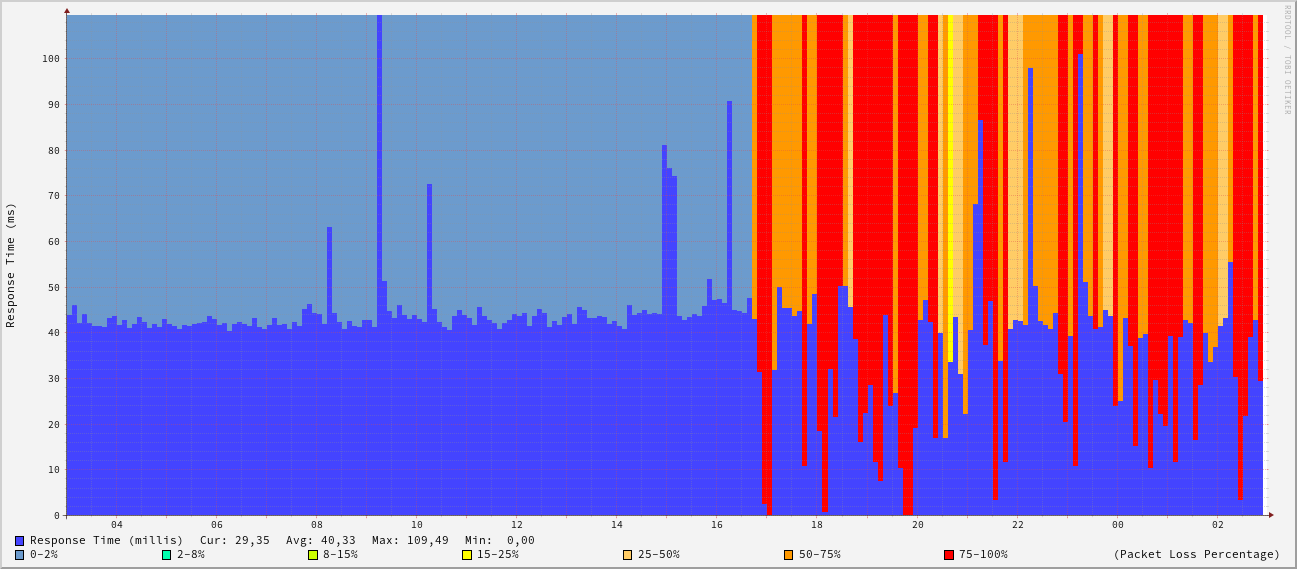 RRDTOOL / TOBI OETIKER
Response Time (ms)
100
90
80
70
60
50
40
30
20
10
0
04 06 08 10 12 14 16 18 20 22 00 02
Response Time (millis) Cur: 29,35 Avg: 40,33 Max: 109,49 Min: 0,00
0-2% 2-8% 8-15% 15-25% 25-50% 50-75% 75-100% (Packet Loss Percentage)